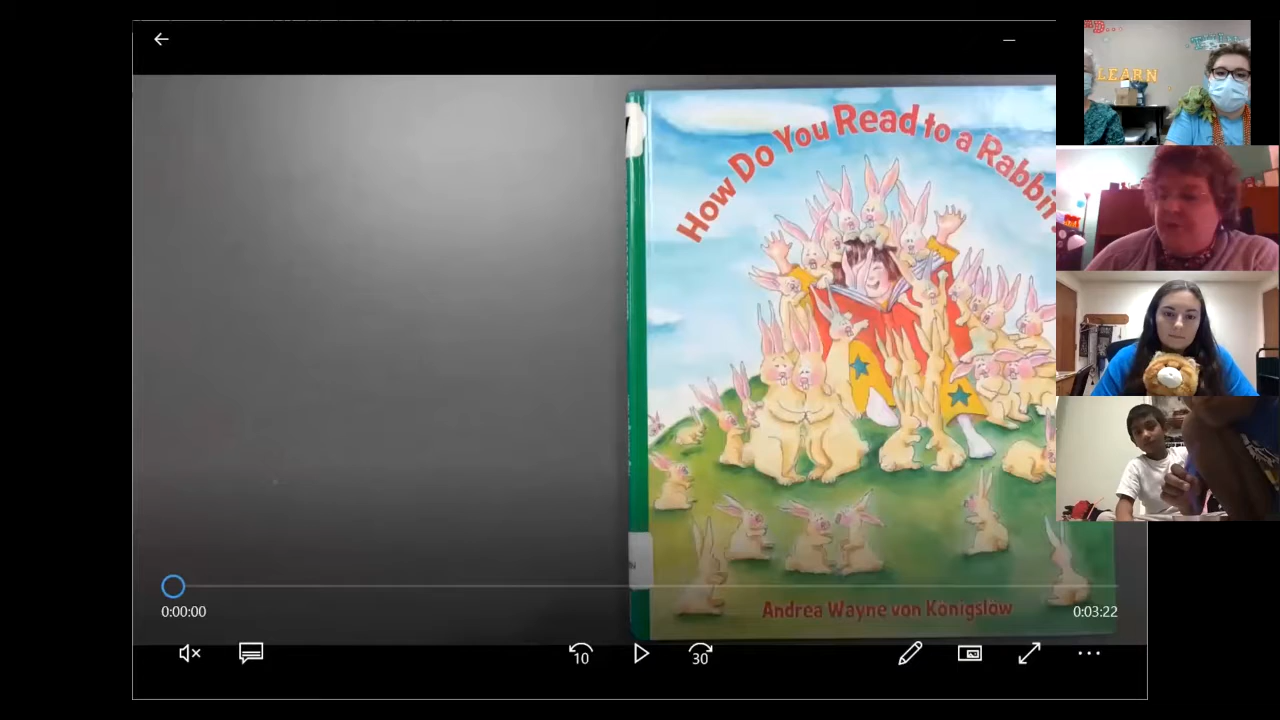 How Do You Read to a Rabbit
Andrea Wayne von Königslöw
LEARN
0:00:00
0:03:22
10
30